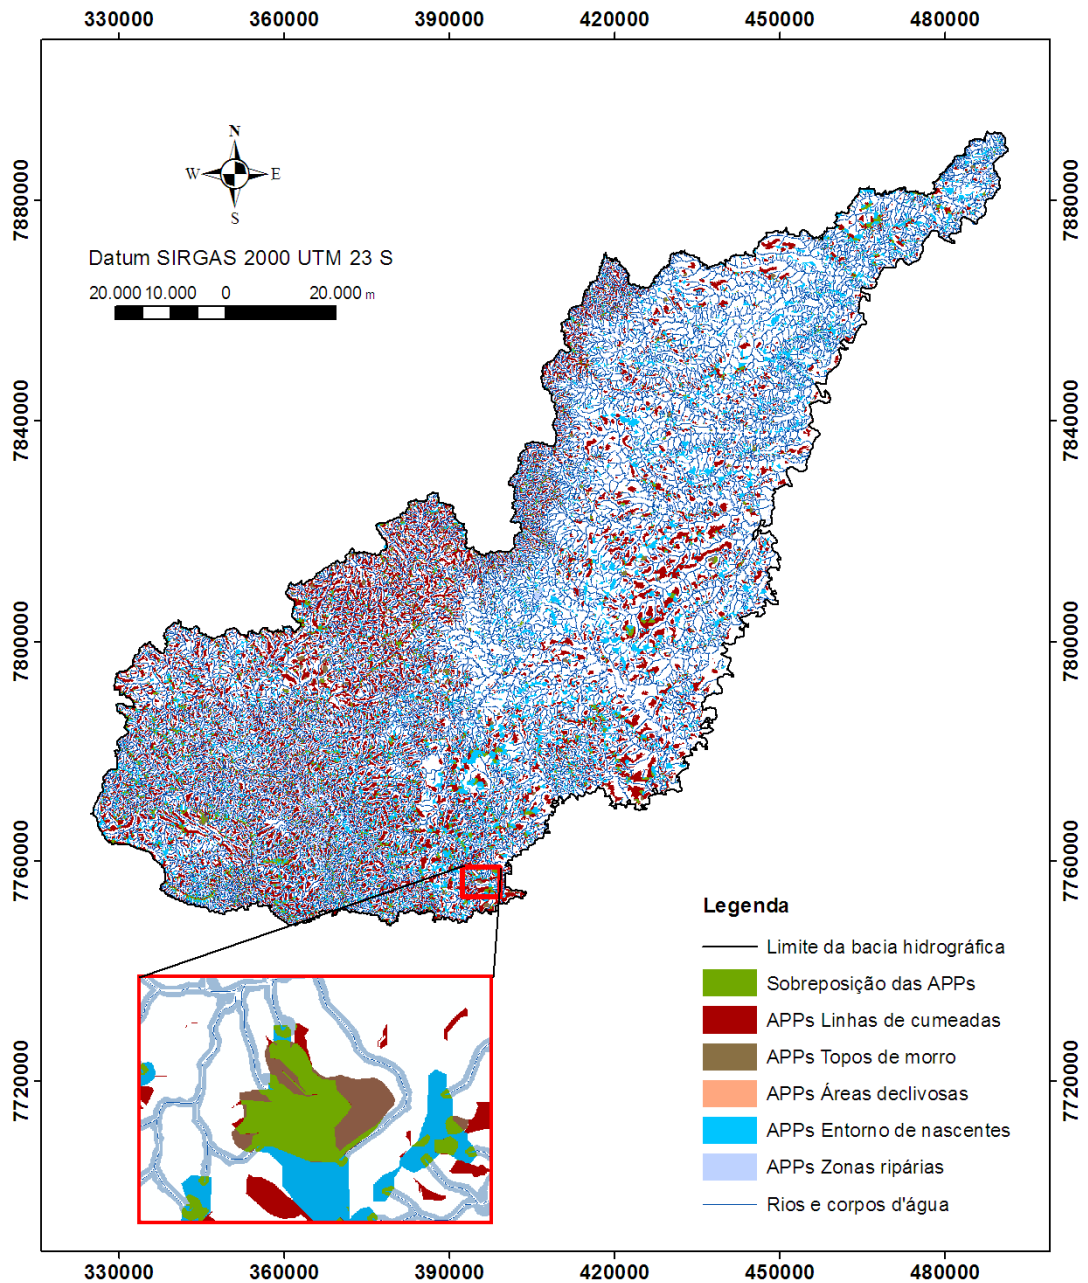 330000 360000 390000 420000 450000 480000
N
W E
S
7880000 7880000
Datum SIRGAS 2000 UTM 23 S
20.000 10.000 0 20.000 m
7840000 7840000
7800000 7800000
7760000 7760000
Legenda
Limite da bacia hidrográfica
Sobreposição das APPs
APPs Linhas de cumeadas
APPs Topos de morro
APPs Áreas declivosas
APPs Entorno de nascentes
APPs Zonas ripárias
Rios e corpos d'água
7720000 7720000
330000 360000 390000 420000 450000 480000